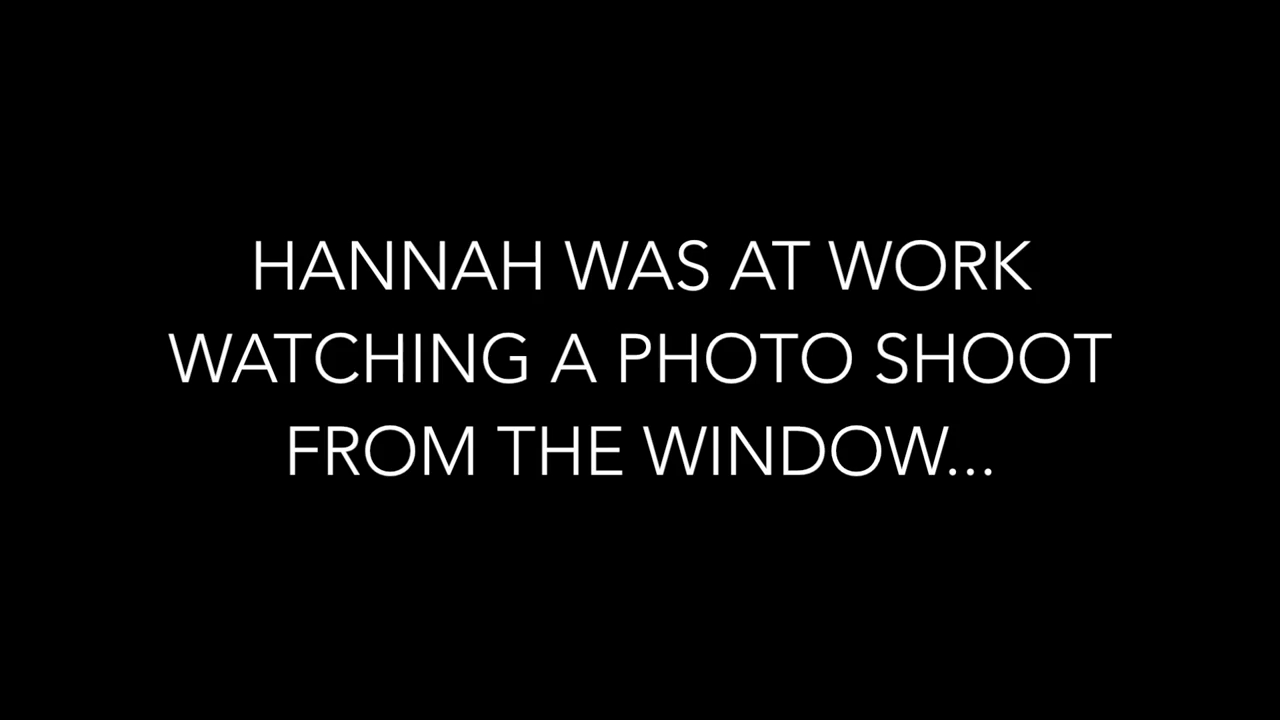 HANNAH WAS AT WORK
WATCHING A PHOTO SHOOT
FROM THE WINDOW...